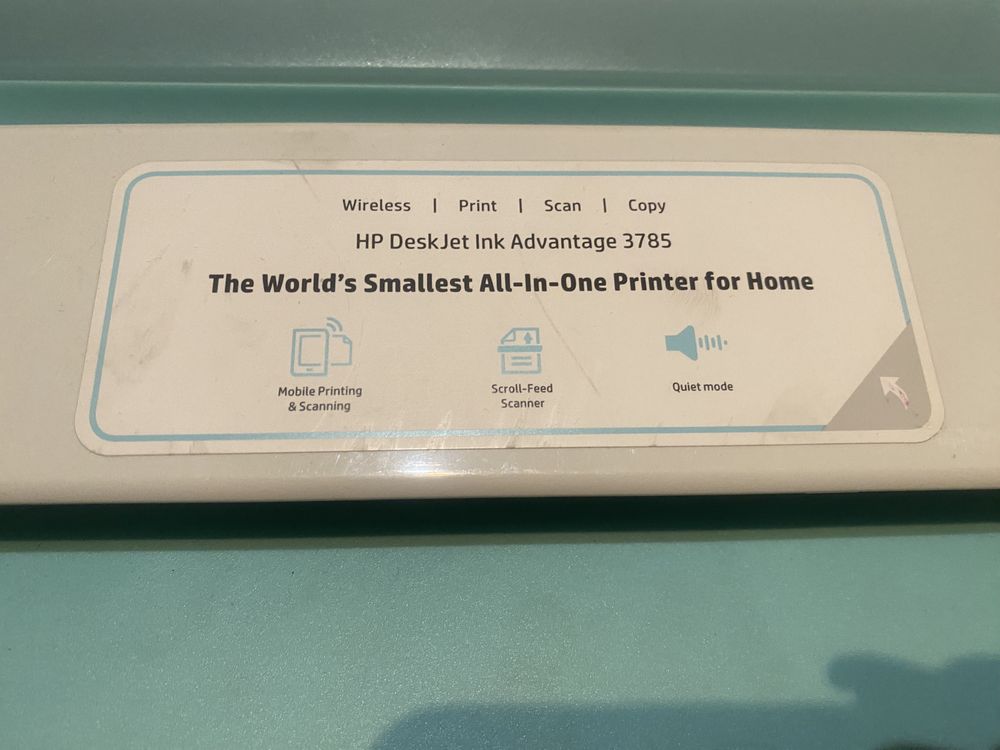 Wireless | Print | Scan | Copy
HP DeskJet Ink Advantage 3785
The World's Smallest All-In-One Printer for Home
Mobile Printing
& Scanning
Scroll-Feed
Scanner
Quiet mode